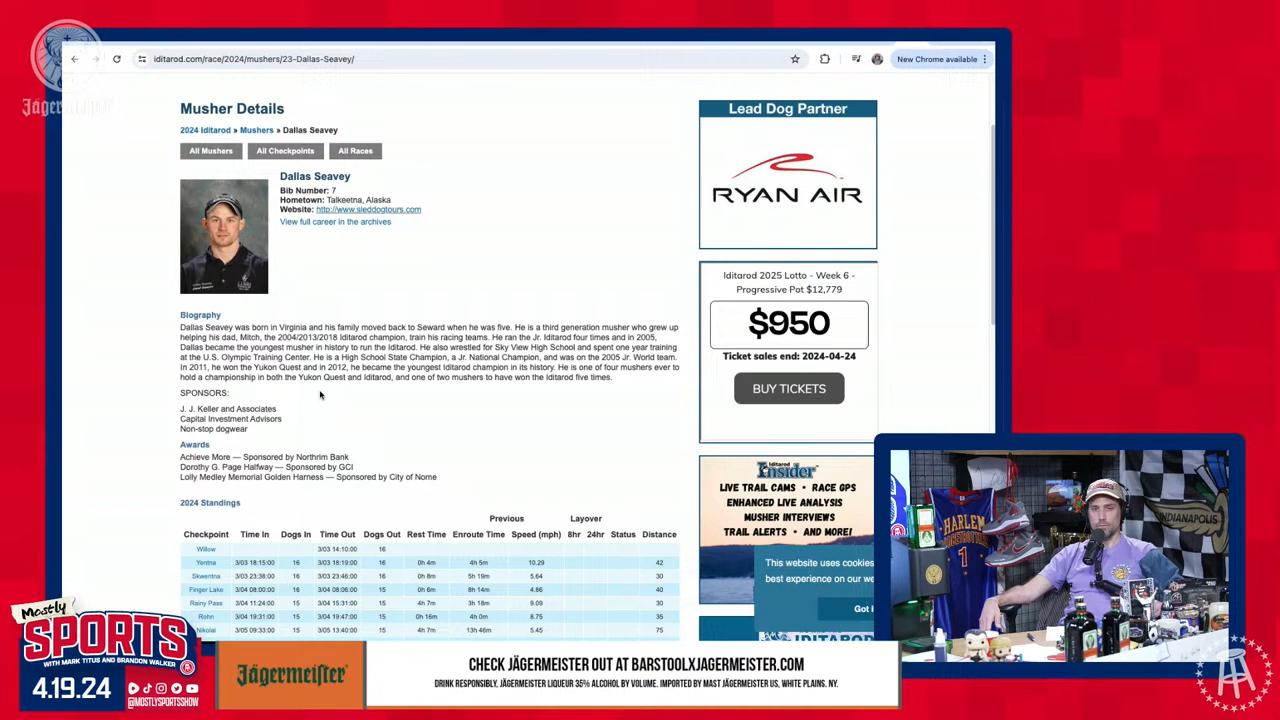 Jägermeister
iditarod.com/race/2024/mushers/23-Dallas-Seavey/
New Chrome available
Musher Details
2024 Iditarod » Mushers » Dallas Seavey
All Mushers
All Checkpoints
All Races
Dallas Seavey
Bib Number: 7
Hometown: Talkeetna, Alaska
Website: http://www.sleddogtours.com
View full career in the archives
Biography
Dallas Seavey was born in Virginia and his family moved back to Seward when he was five. He is a third generation musher who grew up
helping his dad, Mitch, the 2004/2013/2018 Iditarod champion, train his racing teams. He ran the Jr. Iditarod four times and in 2005,
Dallas became the youngest musher in history to run the Iditarod. He also wrestled for Sky View High School and spent one year training
at the U.S. Olympic Training Center. He is a High School State Champion, a Jr. National Champion, and was on the 2005 Jr. World team.
In 2011, he won the Yukon Quest and in 2012, he became the youngest Iditarod champion in its history. He is one of four mushers ever to
hold a championship in both the Yukon Quest and Iditarod, and one of two mushers to have won the Iditarod five times.
SPONSORS:
J. J. Keller and Associates
Capital Investment Advisors
Non-stop dogwear
Awards
Achieve More — Sponsored by Northrim Bank
Dorothy G. Page Halfway — Sponsored by GCI
Lolly Medley Memorial Golden Harness — Sponsored by City of Nome
2024 Standings
Previous Layover
Checkpoint Time In Dogs In Time Out Dogs Out Rest Time Enroute Time Speed (mph) 8hr 24hr Status Distance
Willow 3/03 14:10:00 16
Yentna 3/03 18:15:00 16 3/03 18:19:00 16 0h 4m 4h 5m 10.29 42
Skwentna 3/03 23:38:00 16 3/03 23:46:00 16 0h 8m 5h 19m 5.64 30
Finger Lake 3/04 08:00:00 16 3/04 08:06:00 15 0h 6m 8h 14m 4.86 40
Rainy Pass 3/04 11:24:00 15 3/04 15:31:00 15 4h 7m 3h 18m 9.09 30
Rohn 3/04 19:31:00 15 3/04 19:47:00 15 0h 16m 4h 0m 8.75 35
Nikolai 3/05 09:33:00 15 3/05 13:40:00 15 4h 7m 13h 46m 5.45 75
Lead Dog Partner
RYAN AIR
Iditarod 2025 Lotto - Week 6 -
Progressive Pot $12,779
$950
Ticket sales end: 2024-04-24
BUY TICKETS
Iditarod
Insider
LIVE TRAIL CAMS • RACE GPS
ENHANCED LIVE ANALYSIS
MUSHER INTERVIEWS
TRAIL ALERTS • AND MORE!
This website uses cookies
best experience on our we
Got
IDITAROD
HARLEM
1
INDIANAPOLIS
Mostly
SPORTS
WITH MARK TITUS AND BRANDON WALKER
4.19.24
@MOSTLYSPORTSHOW
Jägermeister
CHECK JÄGERMEISTER OUT AT BARSTOOLXJAGERMEISTER.COM
DRINK RESPONSIBLY, JÄGERMEISTER LIQUEUR 35% ALCOHOL BY VOLUME. IMPORTED BY MAST JÄGERMEISTER US, WHITE PLAINS. NY.